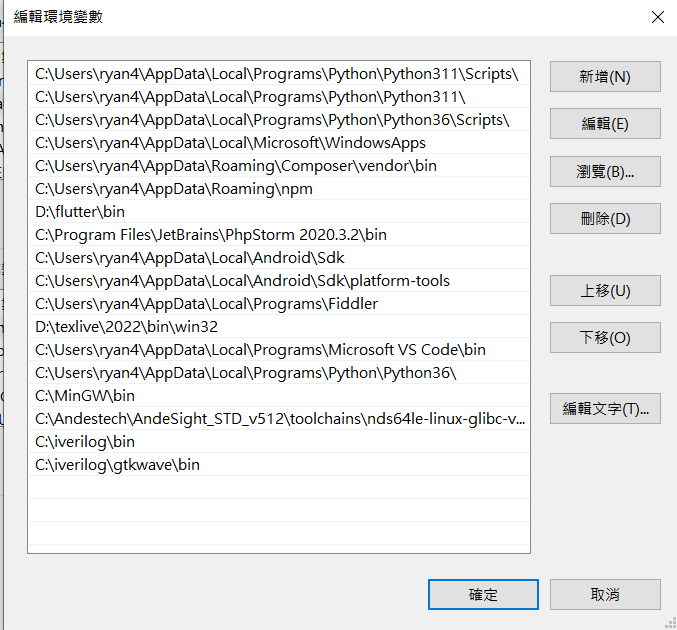 編輯環境變數
C:\Users\ryan4\AppData\Local\Programs\Python\Python311\Scripts\
C:\Users\ryan4\AppData\Local\Programs\Python\Python311\
C:\Users\ryan4\AppData\Local\Programs\Python\Python36\Scripts\
C:\Users\ryan4\AppData\Local\Microsoft\WindowsApps
C:\Users\ryan4\AppData\Roaming\Composer\vendor\bin
C:\Users\ryan4\AppData\Roaming\npm
D:\flutter\bin
C:\Program Files\JetBrains\PhpStorm 2020.3.2\bin
C:\Users\ryan4\AppData\Local\Android\Sdk
C:\Users\ryan4\AppData\Local\Android\Sdk\platform-tools
C:\Users\ryan4\AppData\Local\Programs\Fiddler
D:\texlive\2022\bin\win32
C:\Users\ryan4\AppData\Local\Programs\Microsoft VS Code\bin
C:\Users\ryan4\AppData\Local\Programs\Python\Python36\
C:\MinGW\bin
C:\Andestech\AndeSight_STD_v512\toolchains\nds64le-linux-glibc-v...
C:\iverilog\bin
C:\iverilog\gtkwave\bin
新增(N)
編輯(E)
瀏覽(B)...
刪除(D)
上移(U)
下移(O)
編輯文字(T)...
確定
取消